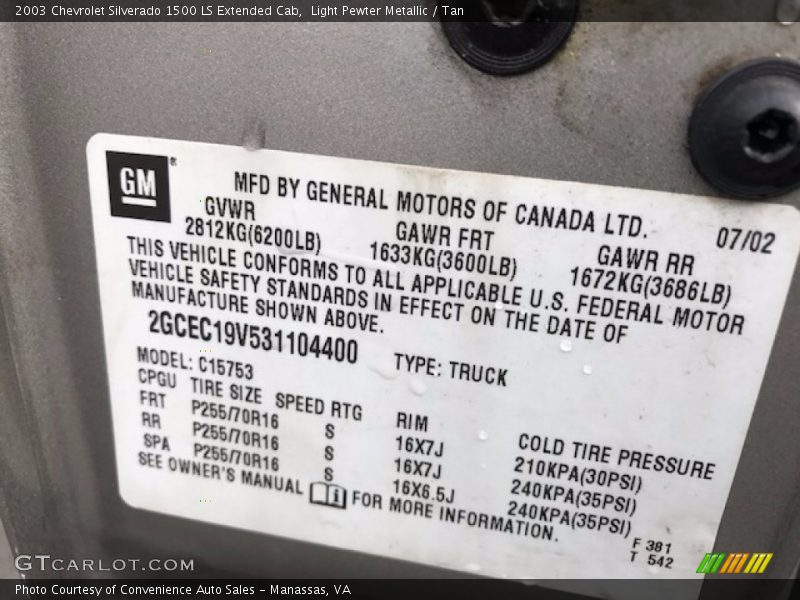 2003 Chevrolet Silverado 1500 LS Extended Cab,  Light Pewter Metallic / Tan
GM®
MFD BY GENERAL MOTORS OF CANADA LTD.
07/02
GVWR GAWR FRT GAWR RR
2812KG(6200LB) 1633KG(3600LB) 1672KG(3686LB)
THIS VEHICLE CONFORMS TO ALL APPLICABLE U.S. FEDERAL MOTOR
VEHICLE SAFETY STANDARDS IN EFFECT ON THE DATE OF
MANUFACTURE SHOWN ABOVE.
2GCEC19V531104400 TYPE: TRUCK
MODEL: C15753
CPGU TIRE SIZE SPEED RTG RIM COLD TIRE PRESSURE
FRT P255/70R16 S 16X7J 210KPA(30PSI)
RR P255/70R16 S 16X7J 240KPA(35PSI)
SPA P255/70R16 S 16X6.5J 240KPA(35PSI)
SEE OWNER'S MANUAL FOR MORE INFORMATION.
F 381
T 542
GTCARLOT.COM
Photo Courtesy of Convenience Auto Sales – Manassas, VA